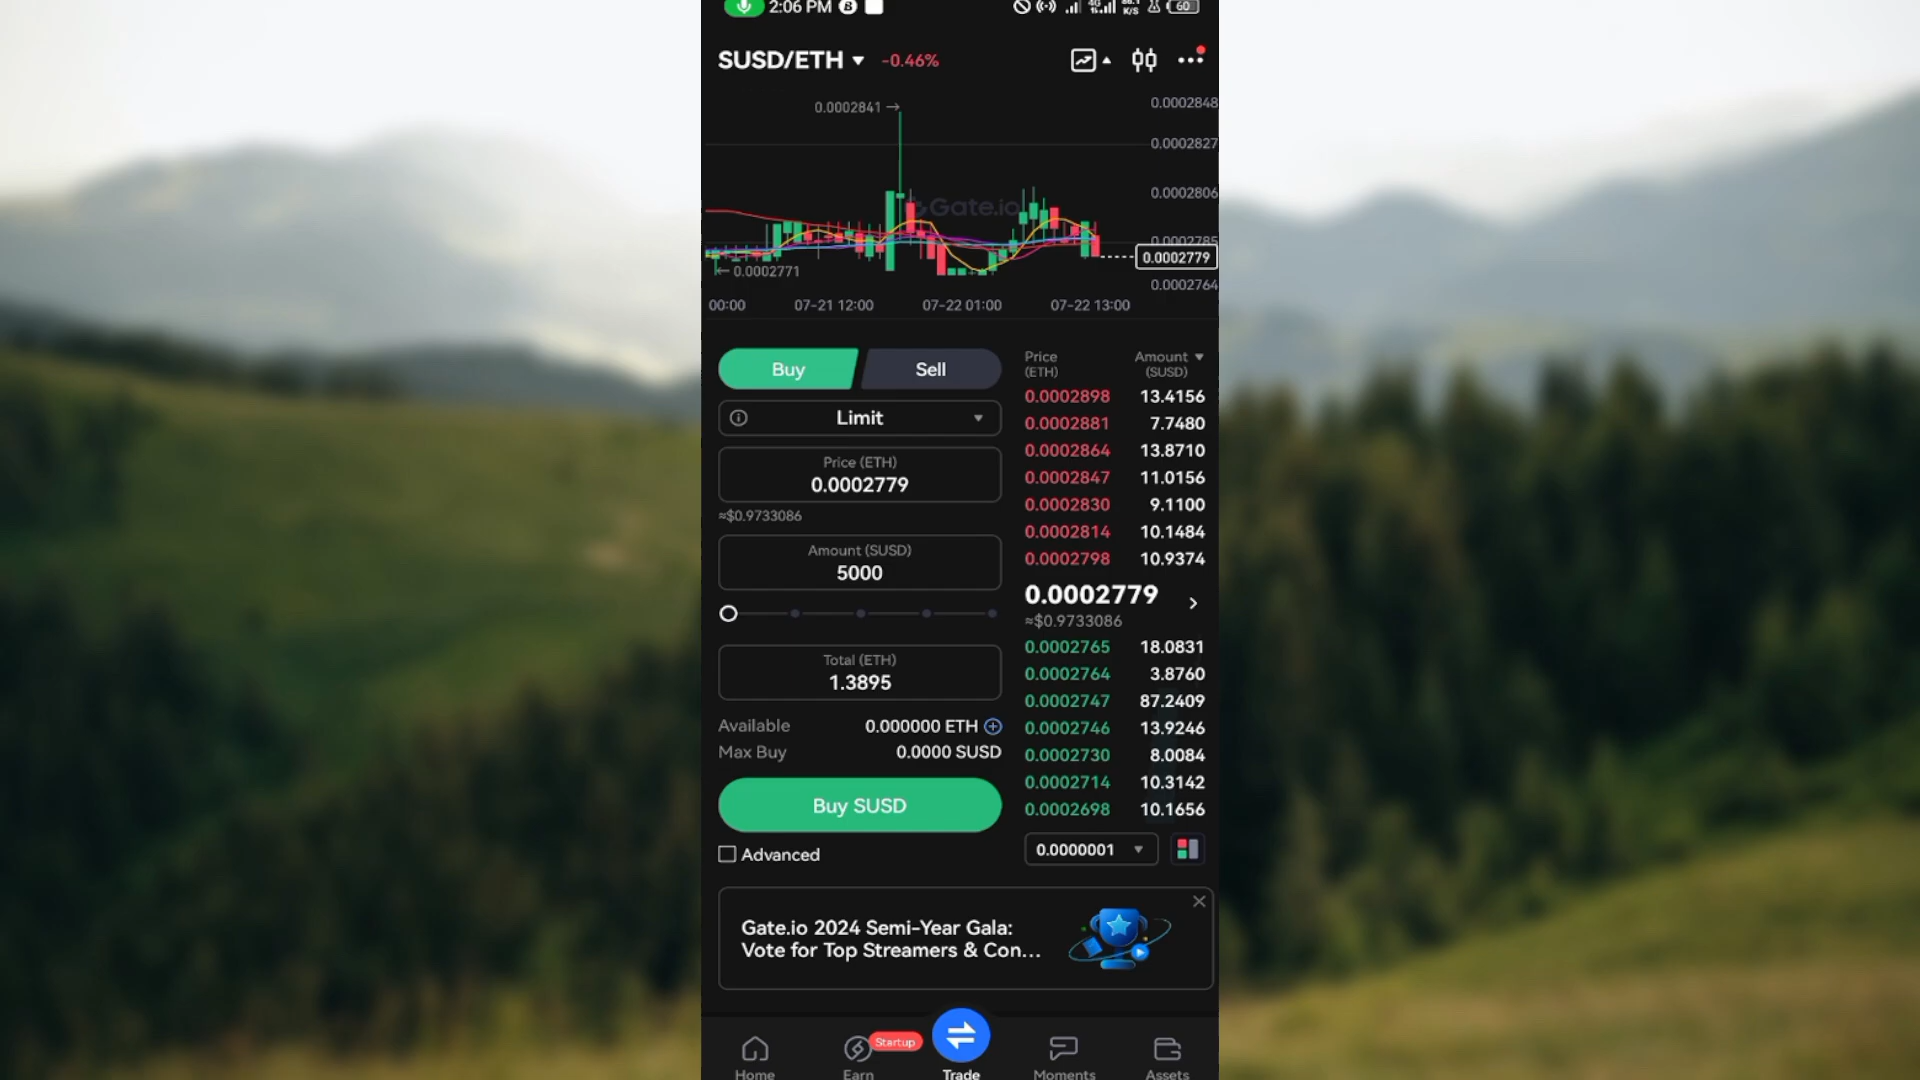 2:06 PM
4G
K/S
60
SUSD/ETH
-0.46%
0.0002841
0.0002848
0.0002827
0.0002806
Gate.io
0.0002785
0.0002779
0.0002771
0.0002764
00:00 07-21 12:00 07-22 01:00 07-22 13:00
Buy
Sell
Limit
Price (ETH)
0.0002779
≈$0.9733086
Amount (SUSD)
5000
Total (ETH)
1.3895
Available 0.000000 ETH
Max Buy 0.0000 SUSD
Buy SUSD
Advanced
Price Amount
(ETH) (SUSD)
0.0002898 13.4156
0.0002881 7.7480
0.0002864 13.8710
0.0002847 11.0156
0.0002830 9.1100
0.0002814 10.1484
0.0002798 10.9374
0.0002779
≈$0.9733086
0.0002765 18.0831
0.0002764 3.8760
0.0002747 87.2409
0.0002746 13.9246
0.0002730 8.0084
0.0002714 10.3142
0.0002698 10.1656
0.0000001
Gate.io 2024 Semi-Year Gala:
Vote for Top Streamers & Con...
Startup
Home Earn Trade Moments Assets